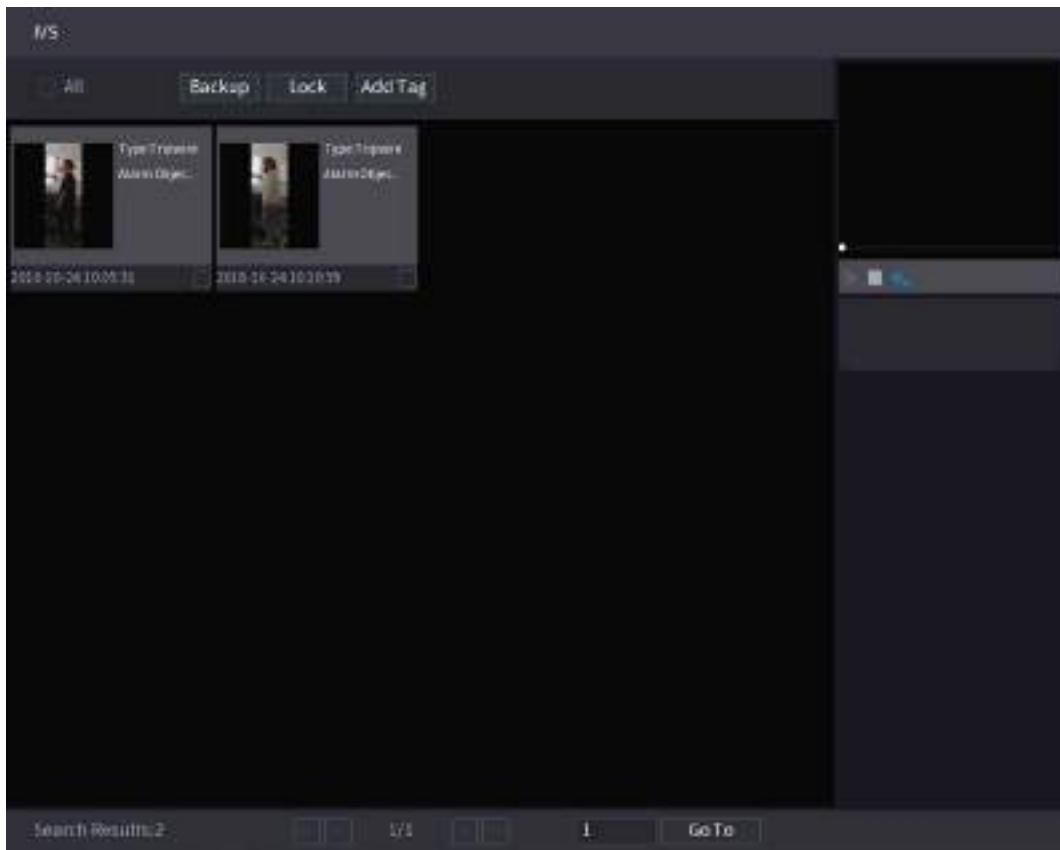 IVS
All
Backup Lock Add Tag
Type:Tripwire
Alarm Objec...
Type:Tripwire
Alarm Objec...
Search Results:2
1/1
1
Go To